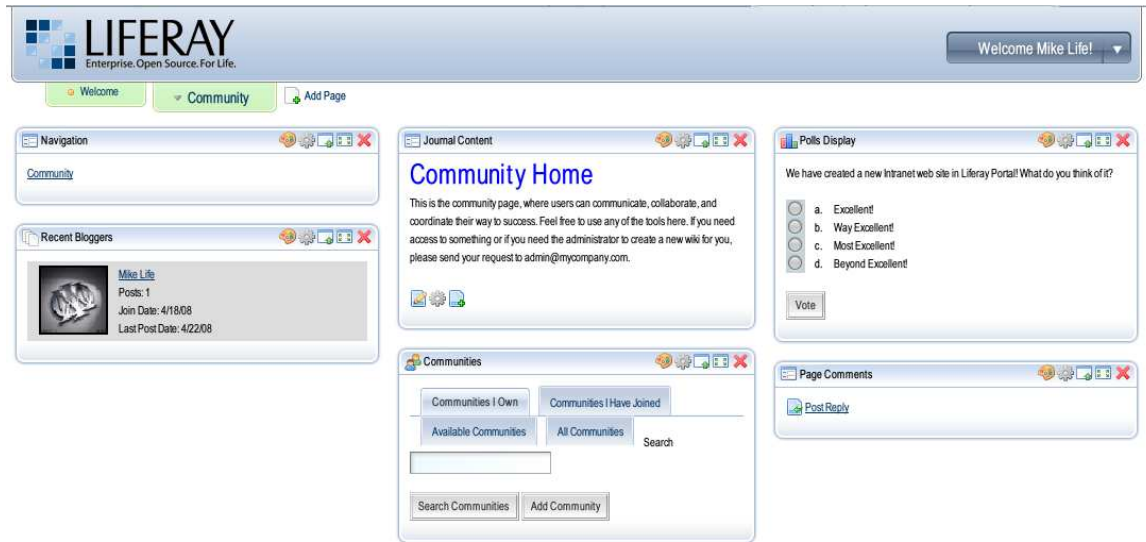 LIFERAY
Enterprise. Open Source. For Life.
Welcome Mike Life!
Welcome
Community
Add Page
Navigation
Community
Recent Bloggers
Mike Life
Posts: 1
Join Date: 4/18/08
Last Post Date: 4/22/08
Journal Content
Community Home
This is the community page, where users can communicate, collaborate, and
coordinate their way to success. Feel free to use any of the tools here. If you need
access to something or if you need the administrator to create a new wiki for you,
please send your request to admin@mycompany.com.
Communities
Communities I Own
Communities I Have Joined
Available Communities
All Communities
Search
Search Communities
Add Community
Polls Display
We have created a new Intranet web site in Liferay Portal! What do you think of it?
a. Excellent!
b. Way Excellent!
c. Most Excellent!
d. Beyond Excellent!
Vote
Page Comments
Post Reply